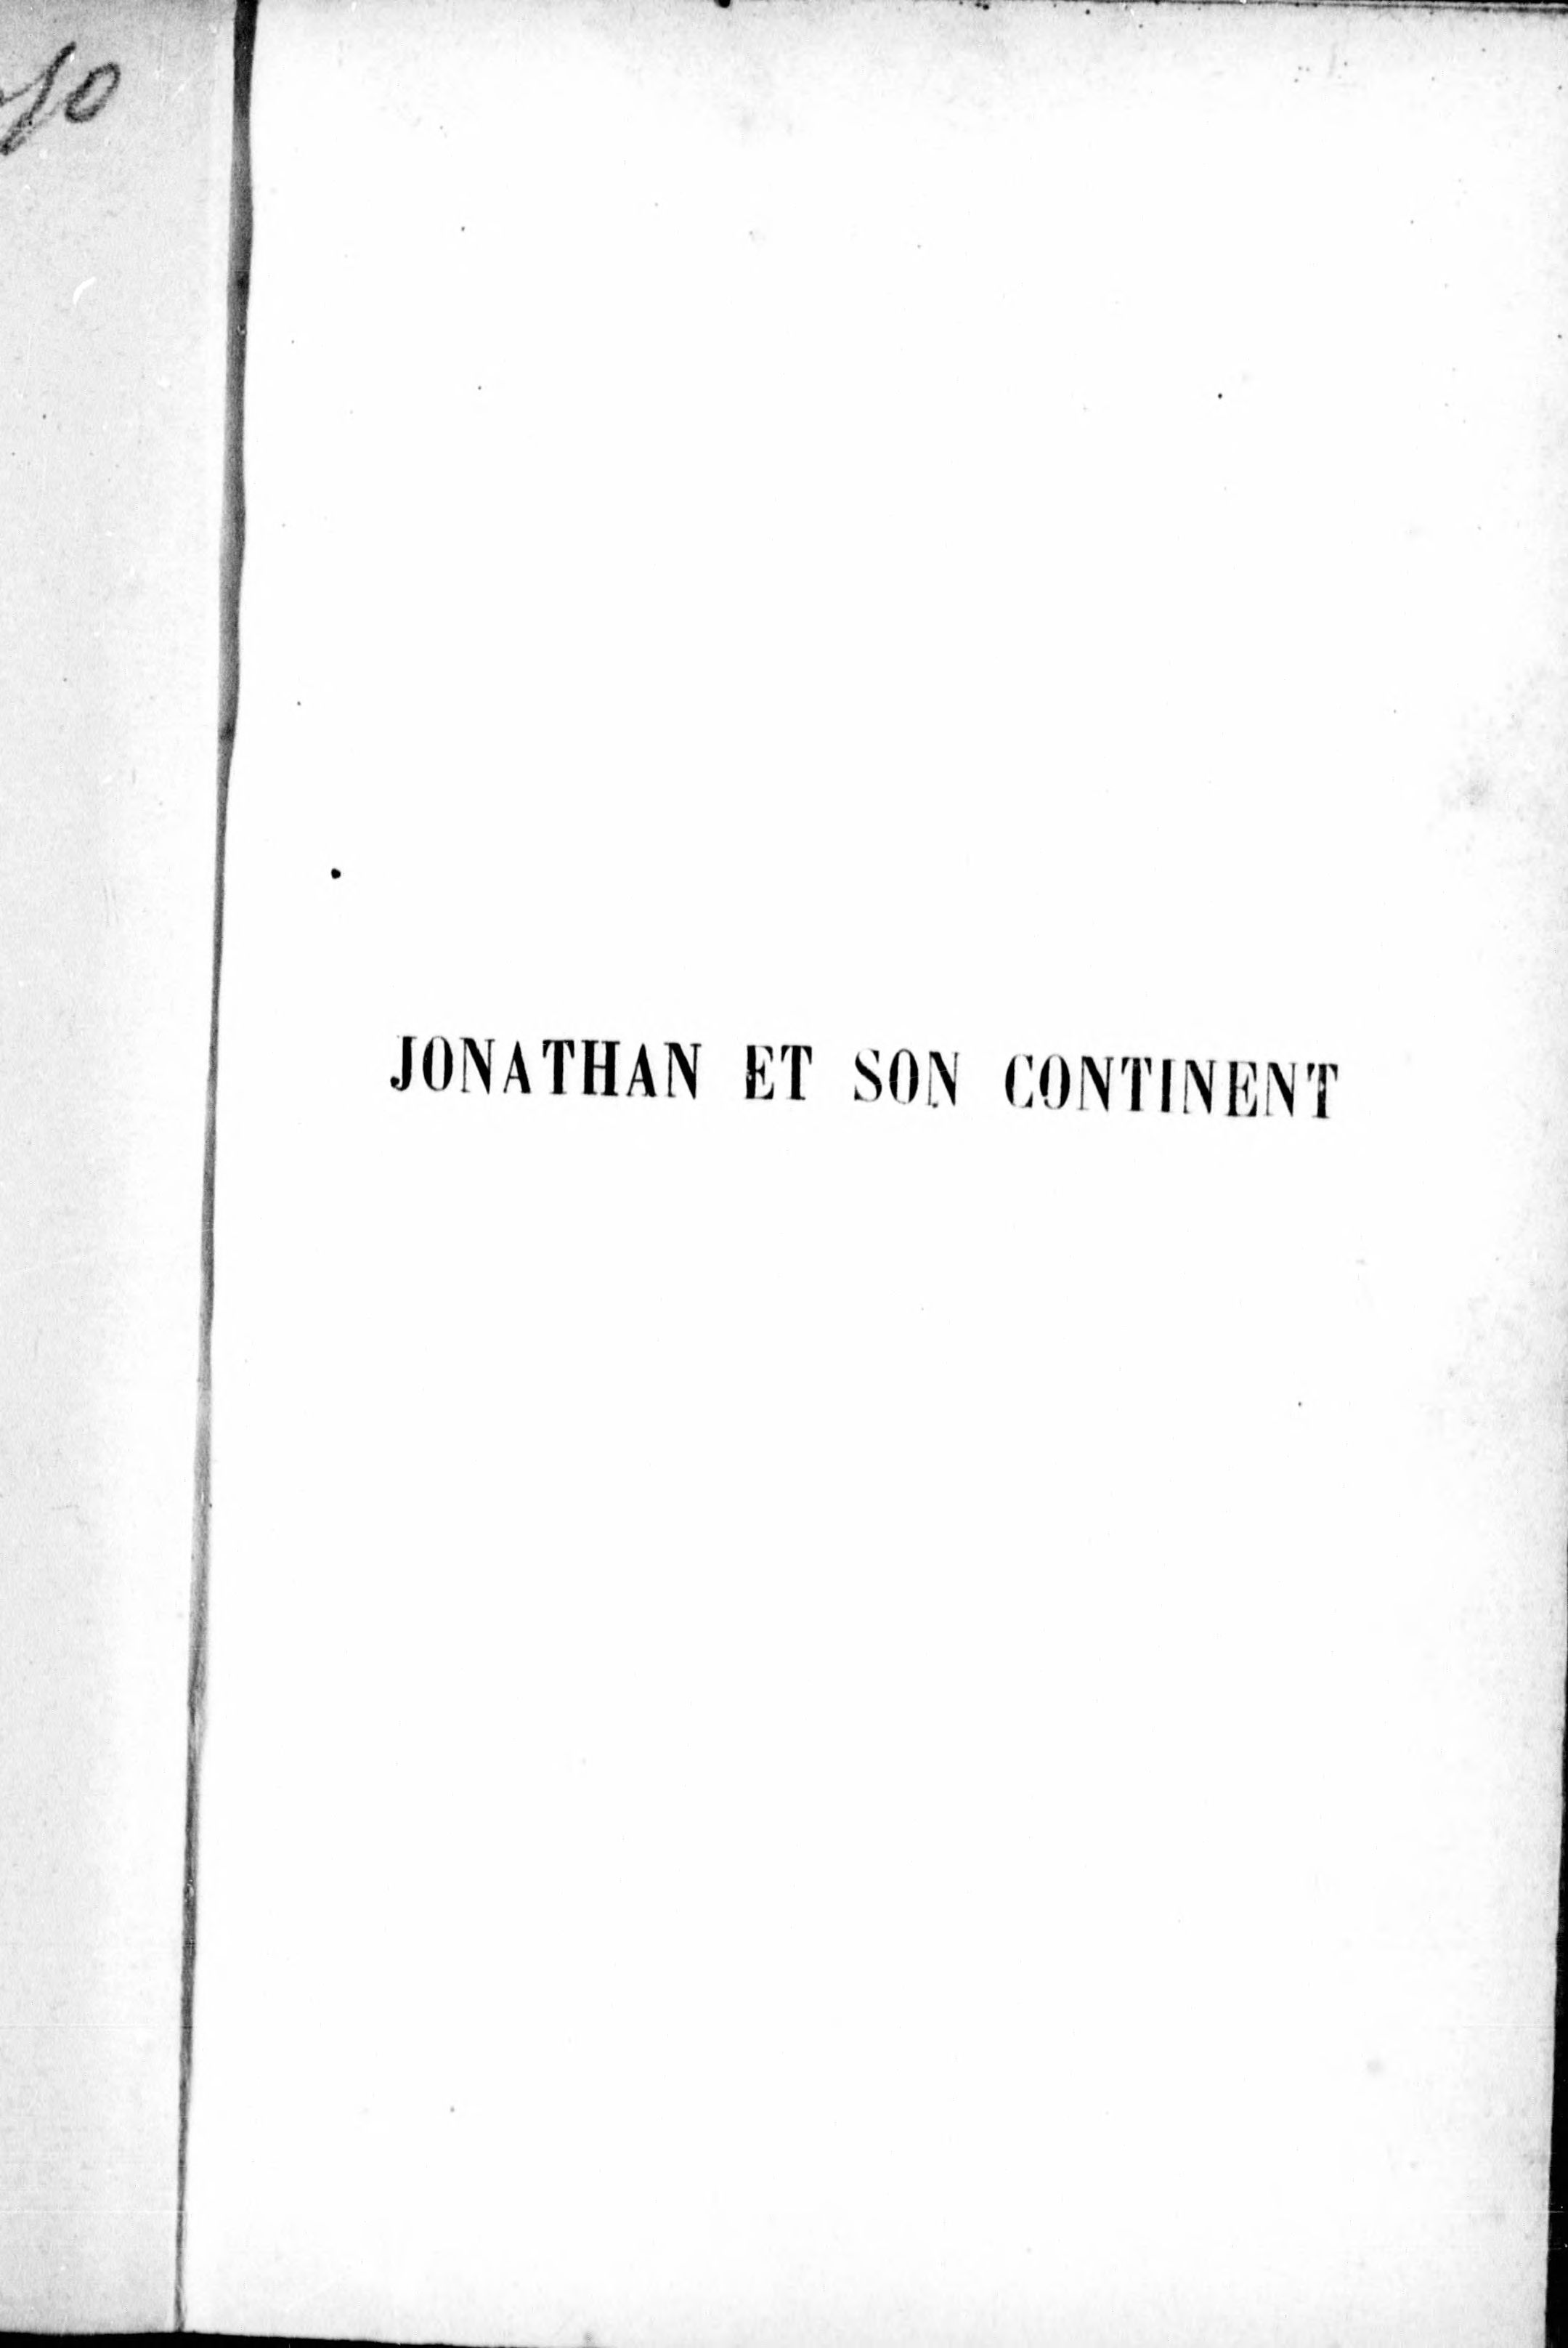 JONATHAN ET SON CONTINENT